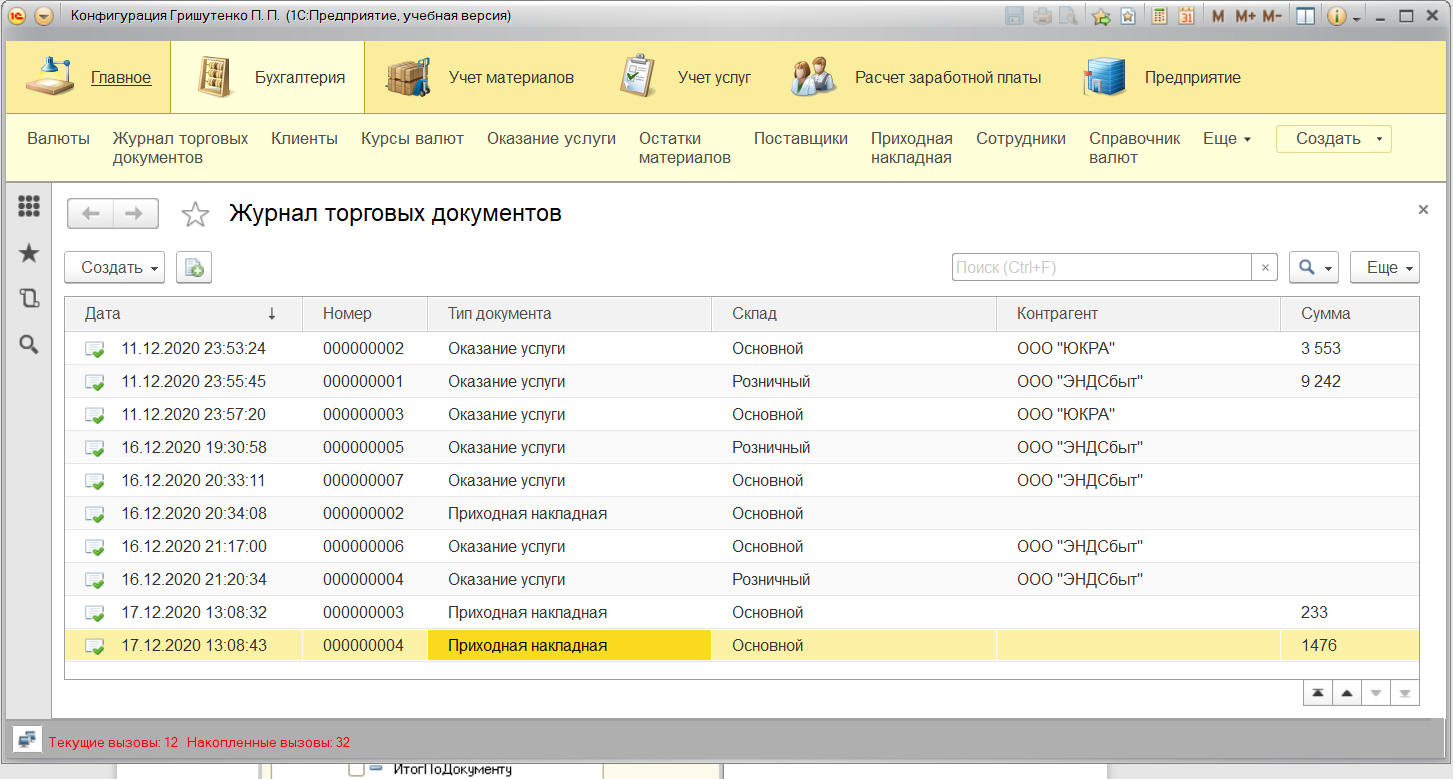 Конфигурация Гришутенко П. П. (1С:Предприятие, учебная версия)
M M+ M-
Главное Бухгалтерия Учет материалов Учет услуг Расчет заработной платы Предприятие
Валюты Журнал торговых документов Клиенты Курсы валют Оказание услуги Остатки материалов Поставщики Приходная накладная Сотрудники Справочник валют Еще Создать
Журнал торговых документов
Создать Поиск (Ctrl+F) × Еще
Дата ↓ Номер Тип документа Склад Контрагент Сумма
11.12.2020 23:53:24 000000002 Оказание услуги Основной ООО "ЮКРА" 3 553
11.12.2020 23:55:45 000000001 Оказание услуги Розничный ООО "ЭНДСбыт" 9 242
11.12.2020 23:57:20 000000003 Оказание услуги Основной ООО "ЮКРА"
16.12.2020 19:30:58 000000005 Оказание услуги Розничный ООО "ЭНДСбыт"
16.12.2020 20:33:11 000000007 Оказание услуги Основной ООО "ЭНДСбыт"
16.12.2020 20:34:08 000000002 Приходная накладная Основной
16.12.2020 21:17:00 000000006 Оказание услуги Основной ООО "ЭНДСбыт"
16.12.2020 21:20:34 000000004 Оказание услуги Розничный ООО "ЭНДСбыт"
17.12.2020 13:08:32 000000003 Приходная накладная Основной 233
17.12.2020 13:08:43 000000004 Приходная накладная Основной 1476
Текущие вызовы: 12 Накопленные вызовы: 32
ИтогПоДокументу